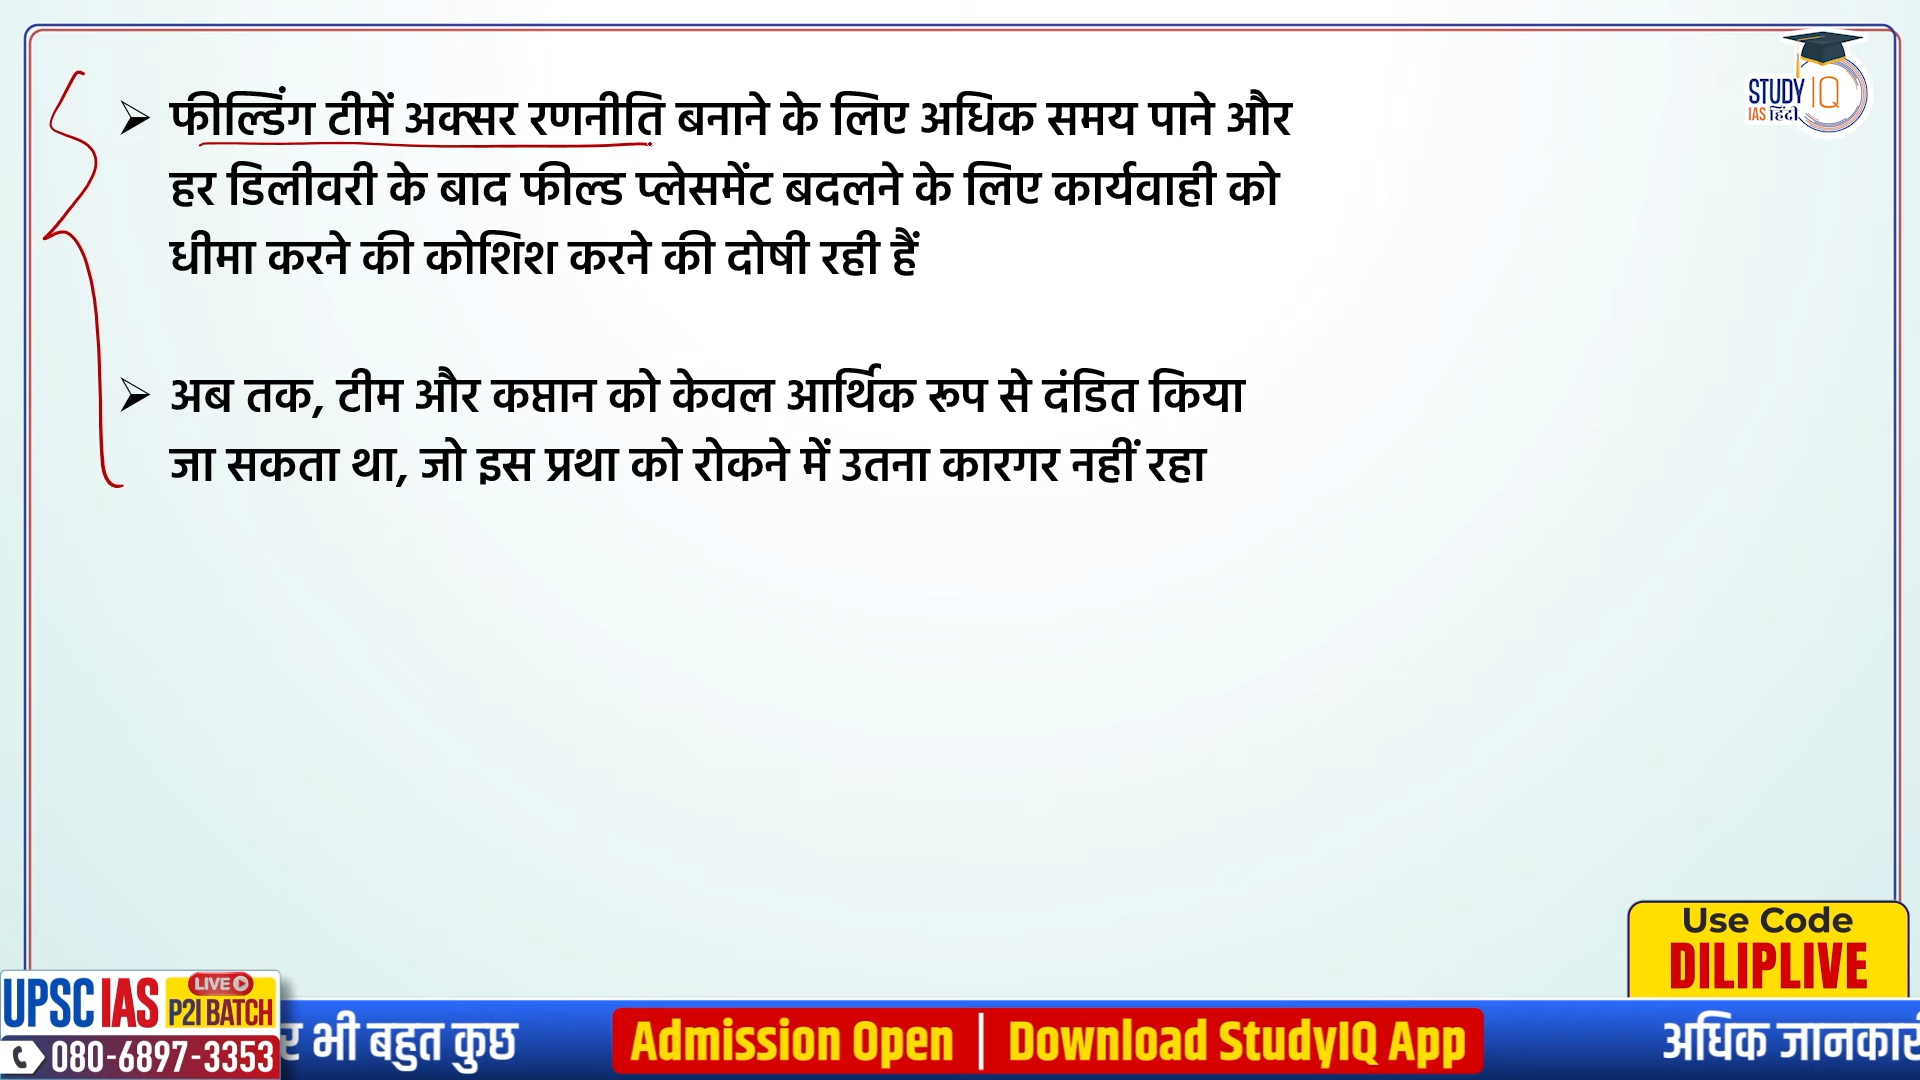 STUDY IQ
IAS हिंदी
➢ फील्डिंग टीमें अक्सर रणनीति बनाने के लिए अधिक समय पाने और
हर डिलीवरी के बाद फील्ड प्लेसमेंट बदलने के लिए कार्यवाही को
धीमा करने की कोशिश करने की दोषी रही हैं
➢ अब तक, टीम और कप्तान को केवल आर्थिक रूप से दंडित किया
जा सकता था, जो इस प्रथा को रोकने में उतना कारगर नहीं रहा
Use Code
DILIPLIVE
LIVE
UPSC IAS P2I BATCH
080-6897-3353
भी बहुत कुछ
Admission Open | Download StudyIQ App
अधिक